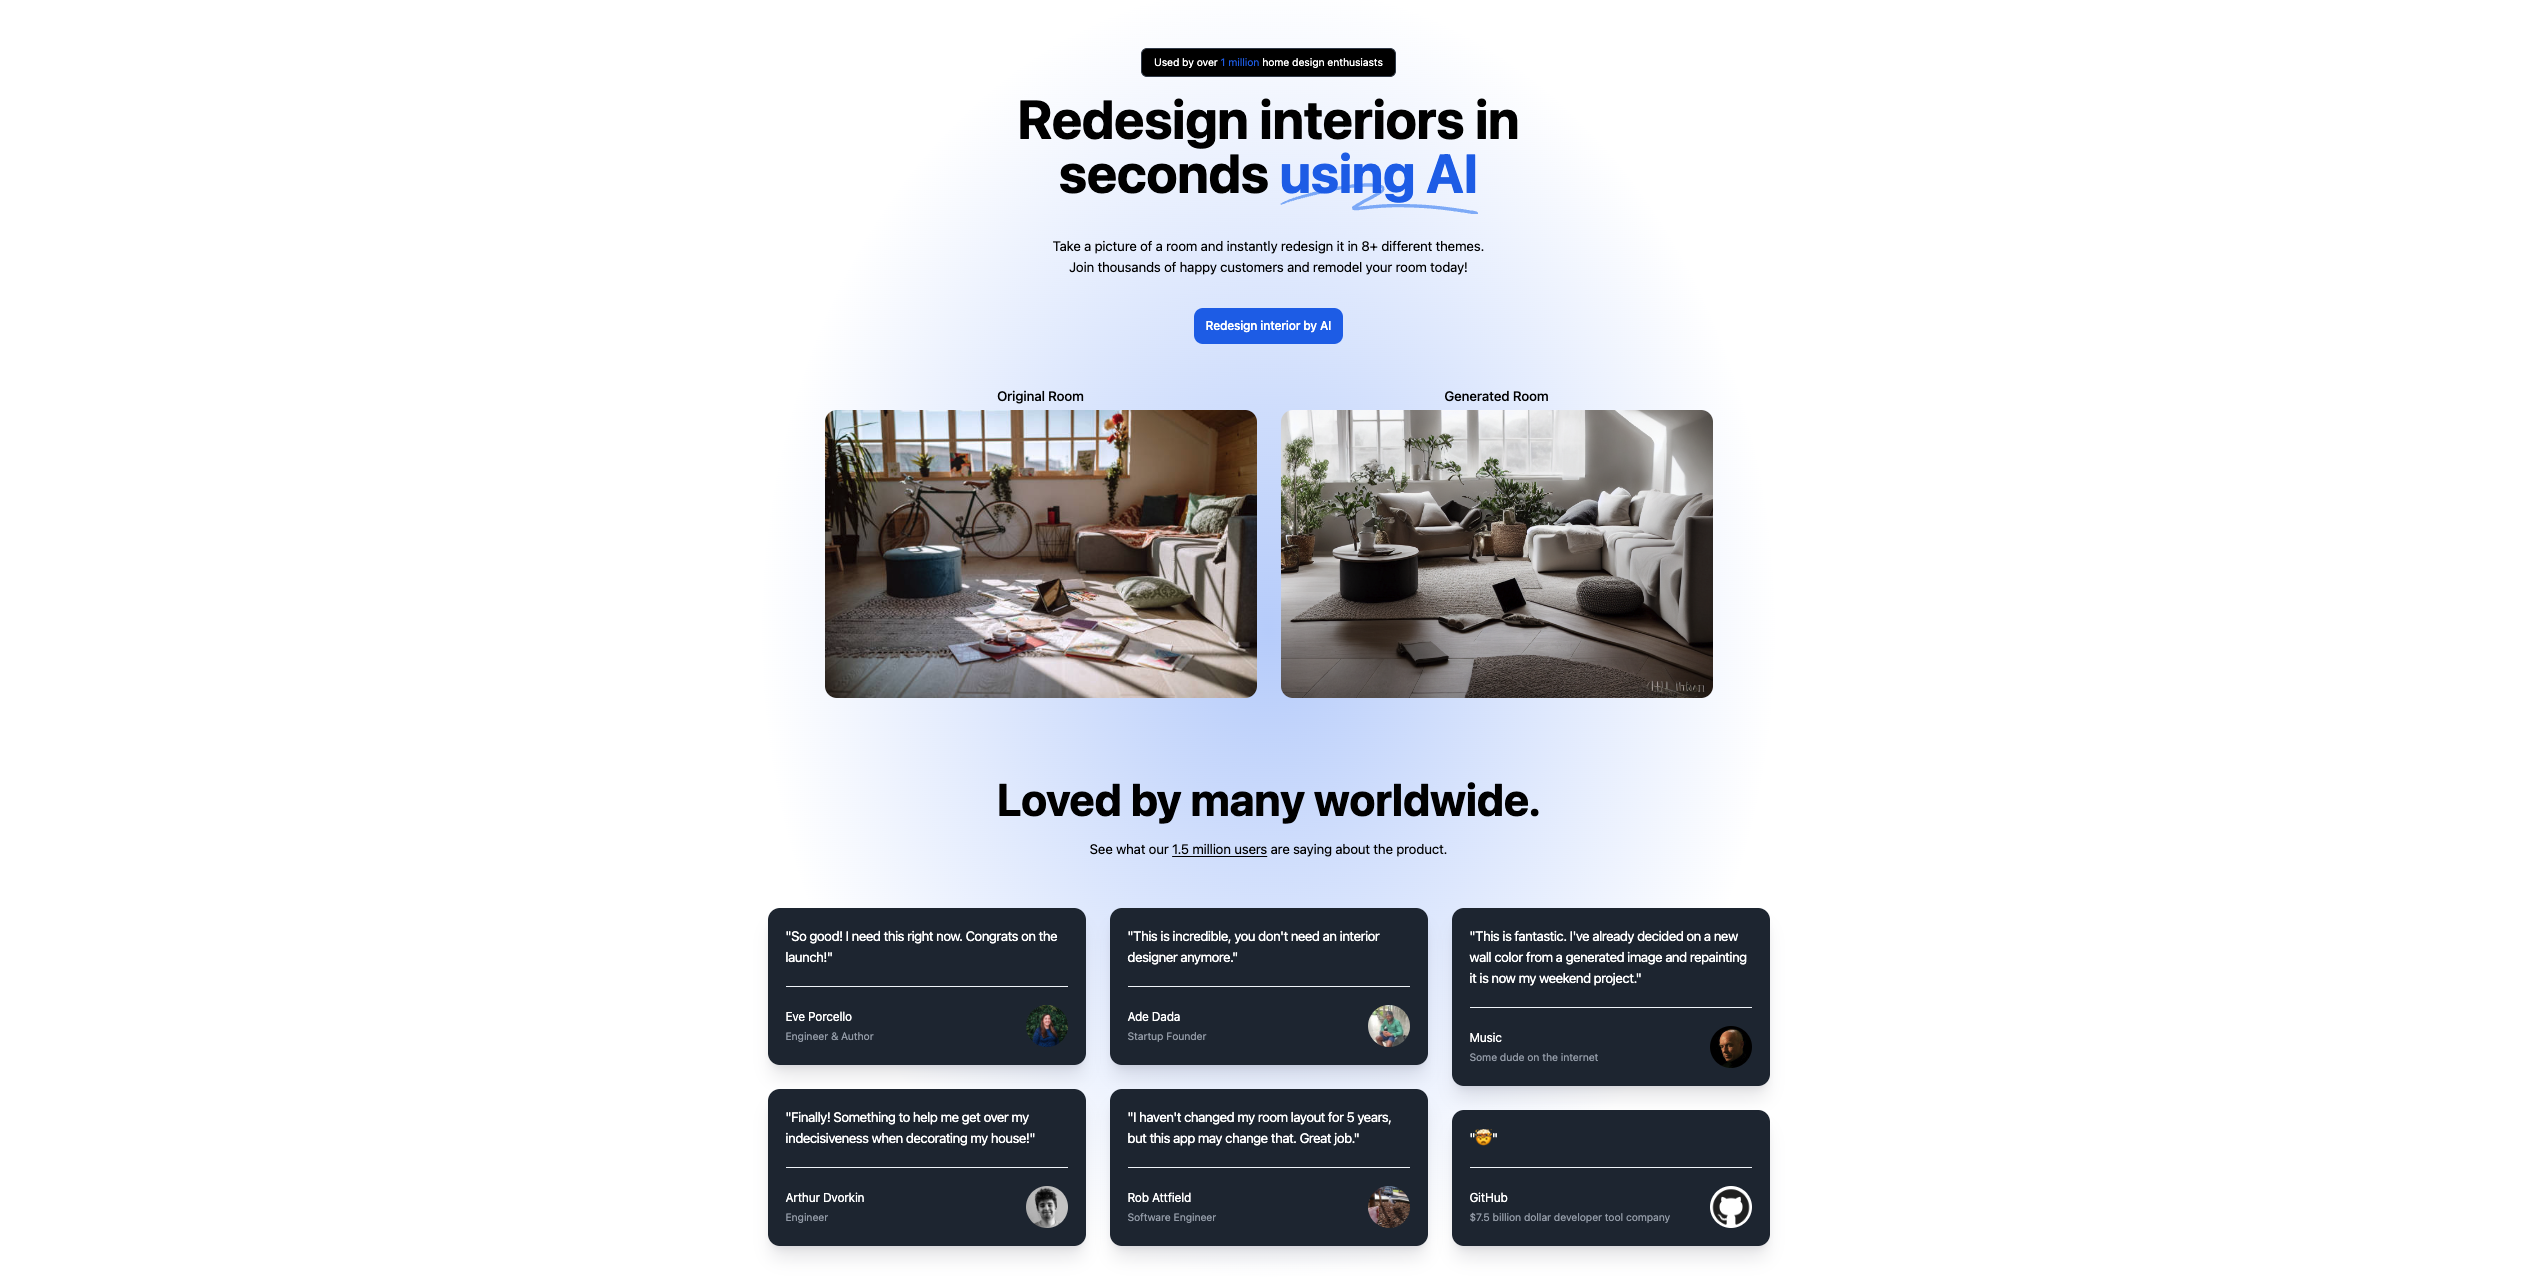 Used by over 1 million home design enthusiasts
Redesign interiors in
seconds using AI
Take a picture of a room and instantly redesign it in 8+ different themes.
Join thousands of happy customers and remodel your room today!
Redesign interior by AI
Original Room
Generated Room
Loved by many worldwide.
See what our 1.5 million users are saying about the product.
"So good! I need this right now. Congrats on the
launch!"
Eve Porcello
Engineer & Author
"This is incredible, you don't need an interior
designer anymore."
Ade Dada
Startup Founder
"This is fantastic. I've already decided on a new
wall color from a generated image and repainting
it is now my weekend project."
Music
Some dude on the internet
"Finally! Something to help me get over my
indecisiveness when decorating my house!"
Arthur Dvorkin
Engineer
"I haven't changed my room layout for 5 years,
but this app may change that. Great job."
Rob Attfield
Software Engineer
"🤯"
GitHub
$7.5 billion dollar developer tool company